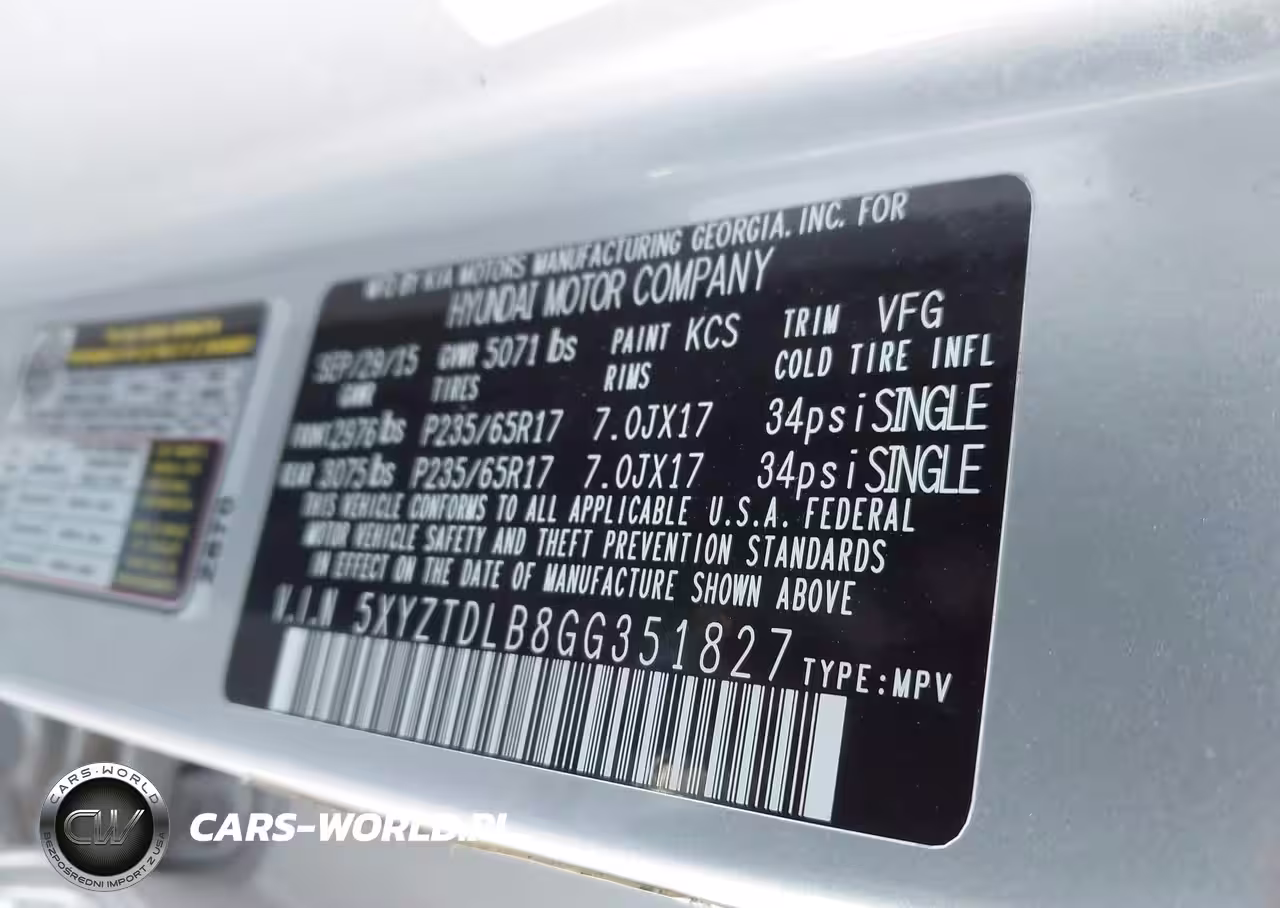 MFD BY KIA MOTORS MANUFACTURING GEORGIA, INC. FOR
HYUNDAI MOTOR COMPANY
SEP/29/15 GVWR 5071 lbs PAINT KCS TRIM VFG
GAWR TIRES RIMS COLD TIRE INFL
FRONT 2976 lbs P235/65R17 7.0JX17 34psi SINGLE
REAR 3075 lbs P235/65R17 7.0JX17 34psi SINGLE
THIS VEHICLE CONFORMS TO ALL APPLICABLE U.S.A. FEDERAL
MOTOR VEHICLE SAFETY AND THEFT PREVENTION STANDARDS
IN EFFECT ON THE DATE OF MANUFACTURE SHOWN ABOVE
V.I.N 5XYZTDLB8GG351827 TYPE:MPV
CARS-WORLD
CW
BEZPOŚREDNI IMPORT Z USA
CARS-WORLD.PL